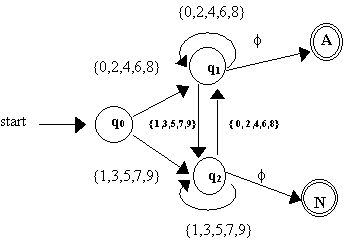 {0,2,4,6,8}
ϕ
A
{0,2,4,6,8}
q1
start
q0
{1,3,5,7,9}
{ 0, 2,4,6,8}
{1,3,5,7,9}
q2
ϕ
N
{1,3,5,7,9}